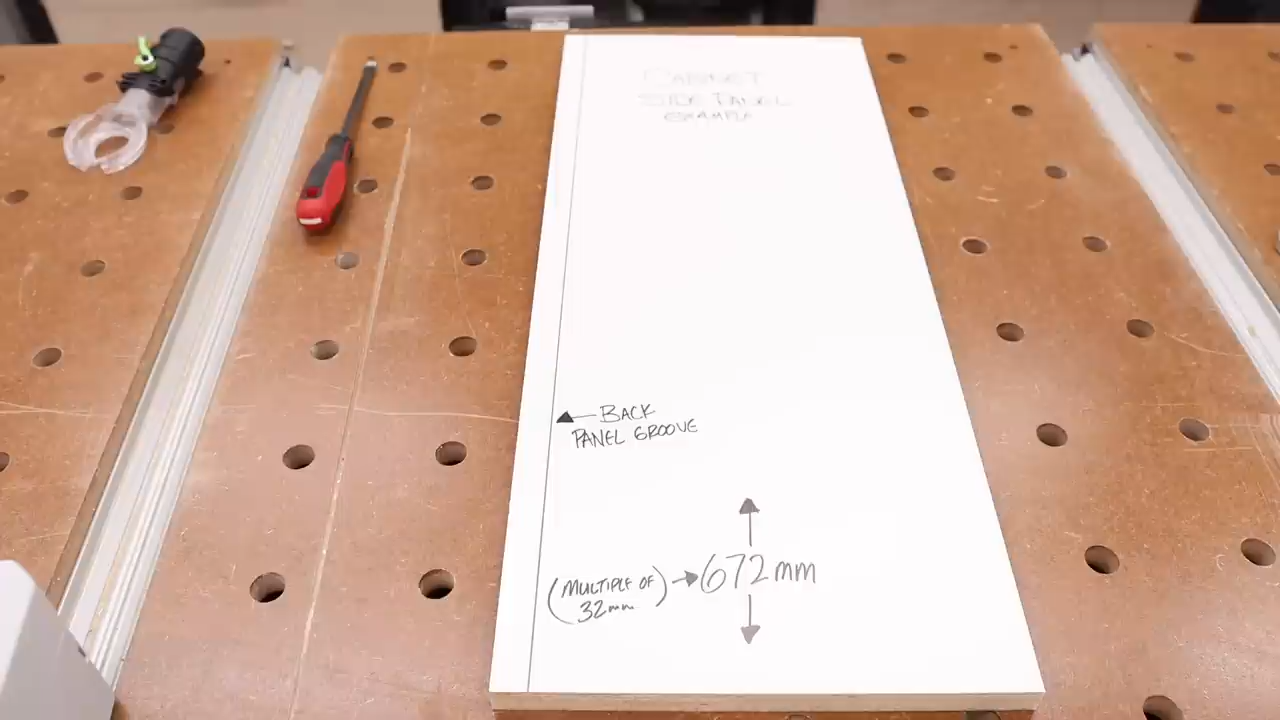 CABINET
SIDE PANEL
EXAMPLE
BACK
PANEL GROOVE
(MULTIPLE OF
32mm)
672mm